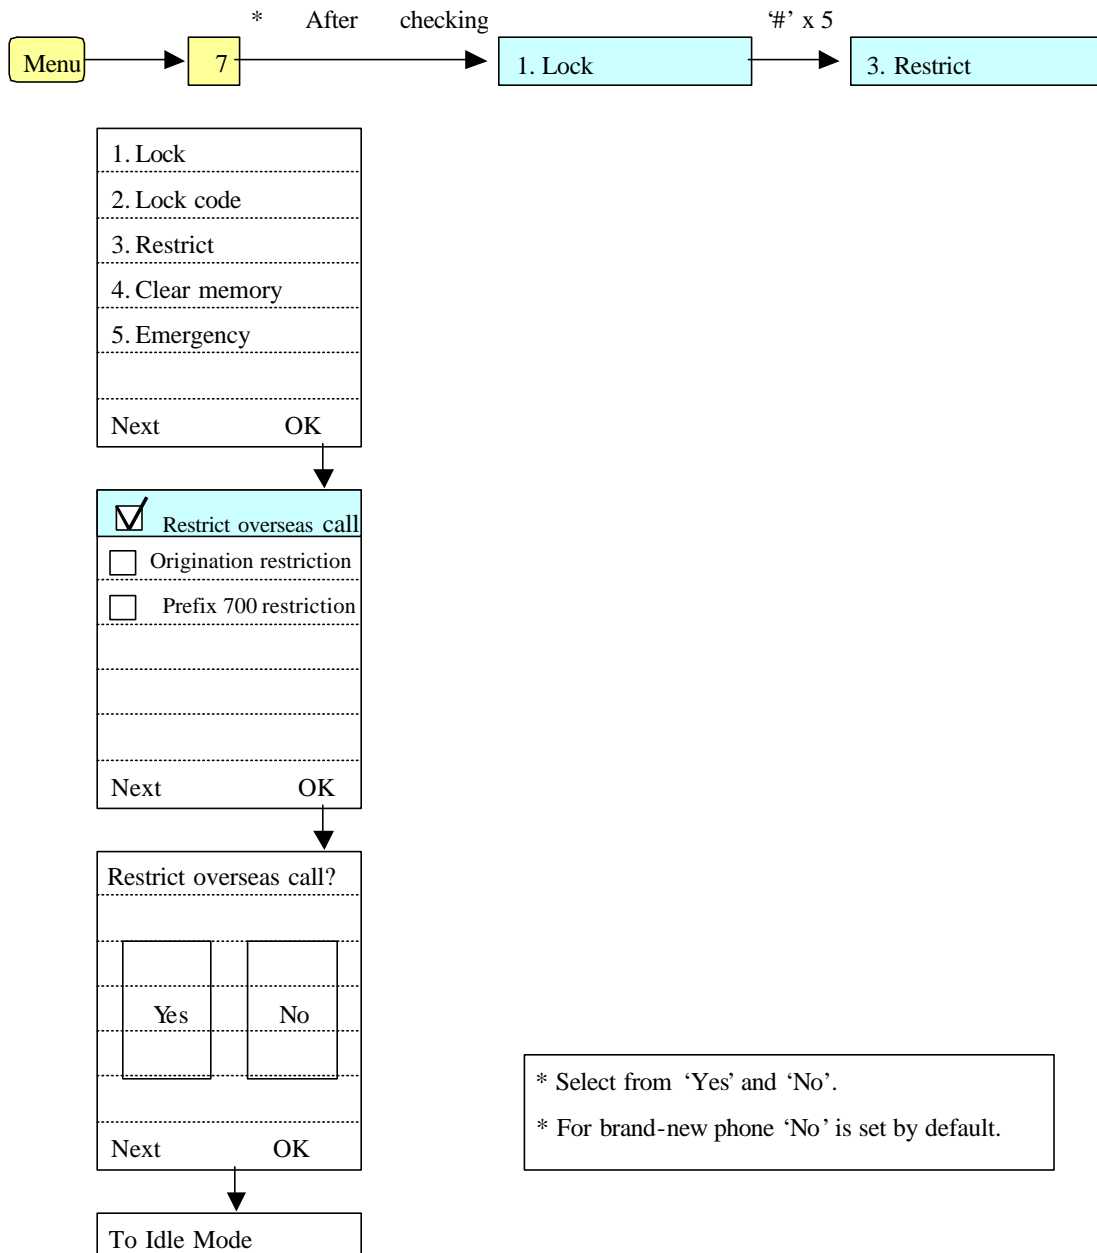 * After checking
‘#’ x 5
Menu
7
1. Lock
3. Restrict
1. Lock
2. Lock code
3. Restrict
4. Clear memory
5. Emergency
Next OK
Restrict overseas call
Origination restriction
Prefix 700 restriction
Next OK
Restrict overseas call?
Yes No
Next OK
* Select from ‘Yes’ and ‘No’.
* For brand-new phone ‘No’ is set by default.
To Idle Mode